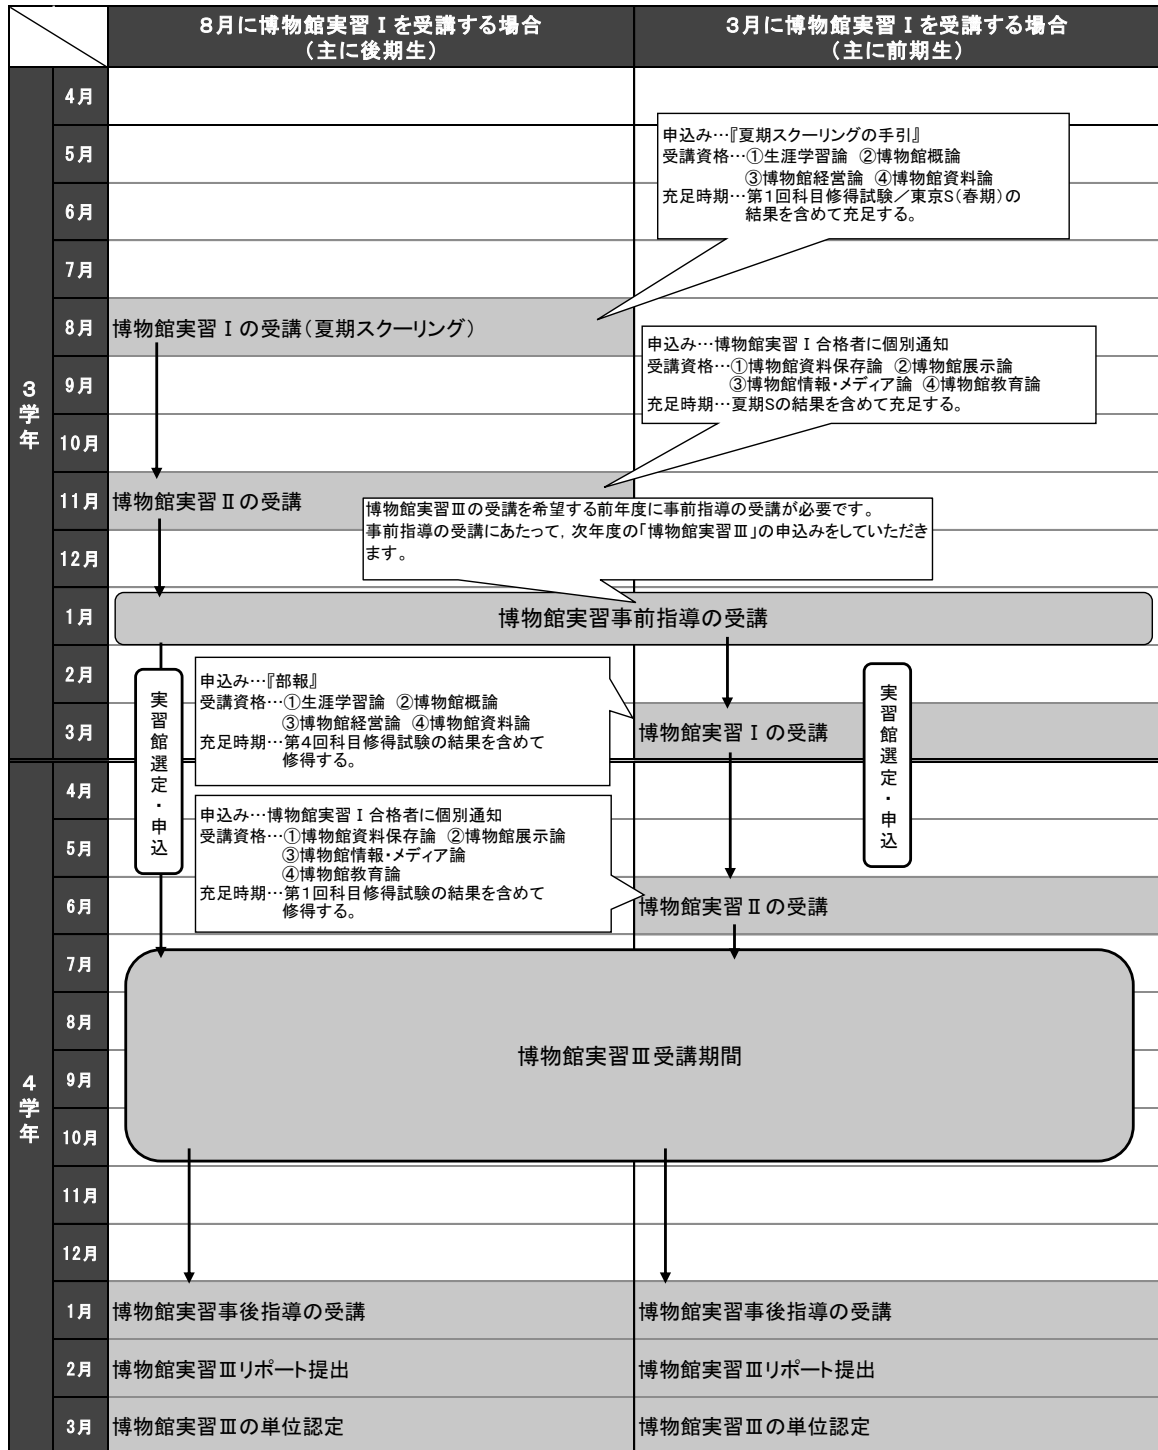 ８月に博物館実習Ⅰを受講する場合
（主に後期生）
３月に博物館実習Ⅰを受講する場合
（主に前期生）
３学年
4月
5月
申込み…『夏期スクーリングの手引』
受講資格…①生涯学習論 ②博物館概論
③博物館経営論 ④博物館資料論
充足時期…第１回科目修得試験／東京S（春期）の
結果を含めて充足する。
6月
7月
8月
博物館実習Ⅰの受講（夏期スクーリング）
申込み…博物館実習Ⅰ合格者に個別通知
受講資格…①博物館資料保存論 ②博物館展示論
③博物館情報・メディア論 ④博物館教育論
充足時期…夏期Sの結果を含めて充足する。
9月
10月
11月
博物館実習Ⅱの受講
博物館実習Ⅲの受講を希望する前年度に事前指導の受講が必要です。
事前指導の受講にあたって，次年度の「博物館実習Ⅲ」の申込みをしていただき
ます。
12月
1月
博物館実習事前指導の受講
2月
実習館選定・申込
申込み…『部報』
受講資格…①生涯学習論 ②博物館概論
③博物館経営論 ④博物館資料論
充足時期…第４回科目修得試験の結果を含めて
修得する。
実習館選定・申込
3月
博物館実習Ⅰの受講
４学年
4月
申込み…博物館実習Ⅰ合格者に個別通知
受講資格…①博物館資料保存論 ②博物館展示論
③博物館情報・メディア論
④博物館教育論
充足時期…第１回科目修得試験の結果を含めて
修得する。
5月
6月
博物館実習Ⅱの受講
7月
8月
博物館実習Ⅲ受講期間
9月
10月
11月
12月
1月
博物館実習事後指導の受講
博物館実習事後指導の受講
2月
博物館実習Ⅲリポート提出
博物館実習Ⅲリポート提出
3月
博物館実習Ⅲの単位認定
博物館実習Ⅲの単位認定